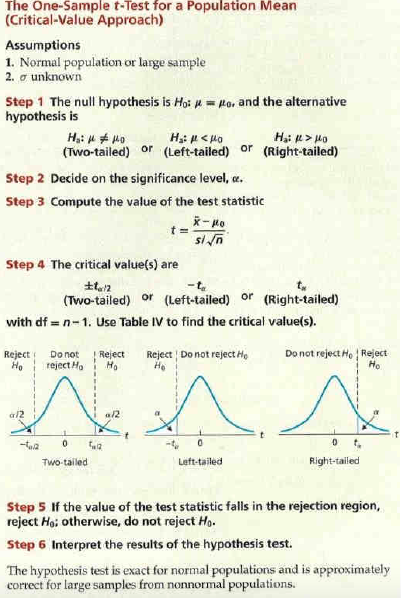 The One-Sample t-Test for a Population Mean
(Critical-Value Approach)
Assumptions
1. Normal population or large sample
2. σ unknown
Step 1 The null hypothesis is H₀: μ = μ₀, and the alternative
hypothesis is
Hₐ: μ ≠ μ₀ Hₐ: μ < μ₀ Hₐ: μ > μ₀
(Two-tailed) or (Left-tailed) or (Right-tailed)
Step 2 Decide on the significance level, α.
Step 3 Compute the value of the test statistic
t = (x̄ − μ₀) / (s/√n).
Step 4 The critical value(s) are
±t_α/2 −t_α t_α
(Two-tailed) or (Left-tailed) or (Right-tailed)
with df = n − 1. Use Table IV to find the critical value(s).
Reject Do not Reject Reject Do not reject H₀ Do not reject H₀ Reject
H₀ reject H₀ H₀ H₀ H₀
α/2 α/2 α α
−t_α/2 0 t_α/2 t −t_α 0 t 0 t_α t
Two-tailed Left-tailed Right-tailed
Step 5 If the value of the test statistic falls in the rejection region,
reject H₀; otherwise, do not reject H₀.
Step 6 Interpret the results of the hypothesis test.
The hypothesis test is exact for normal populations and is approximately
correct for large samples from nonnormal populations.